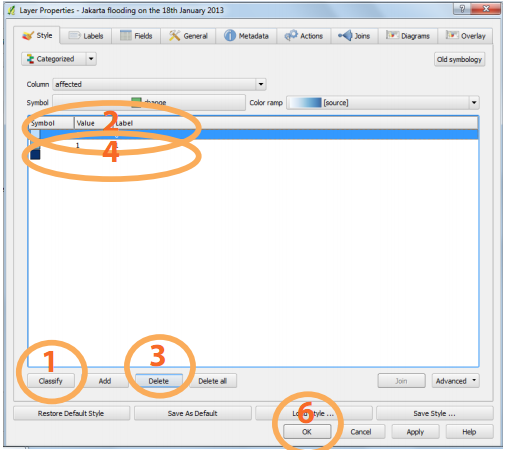 Layer Properties - Jakarta flooding on the 18th January 2013
Style Labels Fields General Metadata Actions Joins Diagrams Overlay
Categorized Old symbology
Column affected
Symbol change Color ramp [source]
Symbol Value Label
2
1
4
1
3
Classify Add Delete Delete all Join Advanced
6
Restore Default Style Save As Default Load Style ... Save Style ...
OK Cancel Apply Help